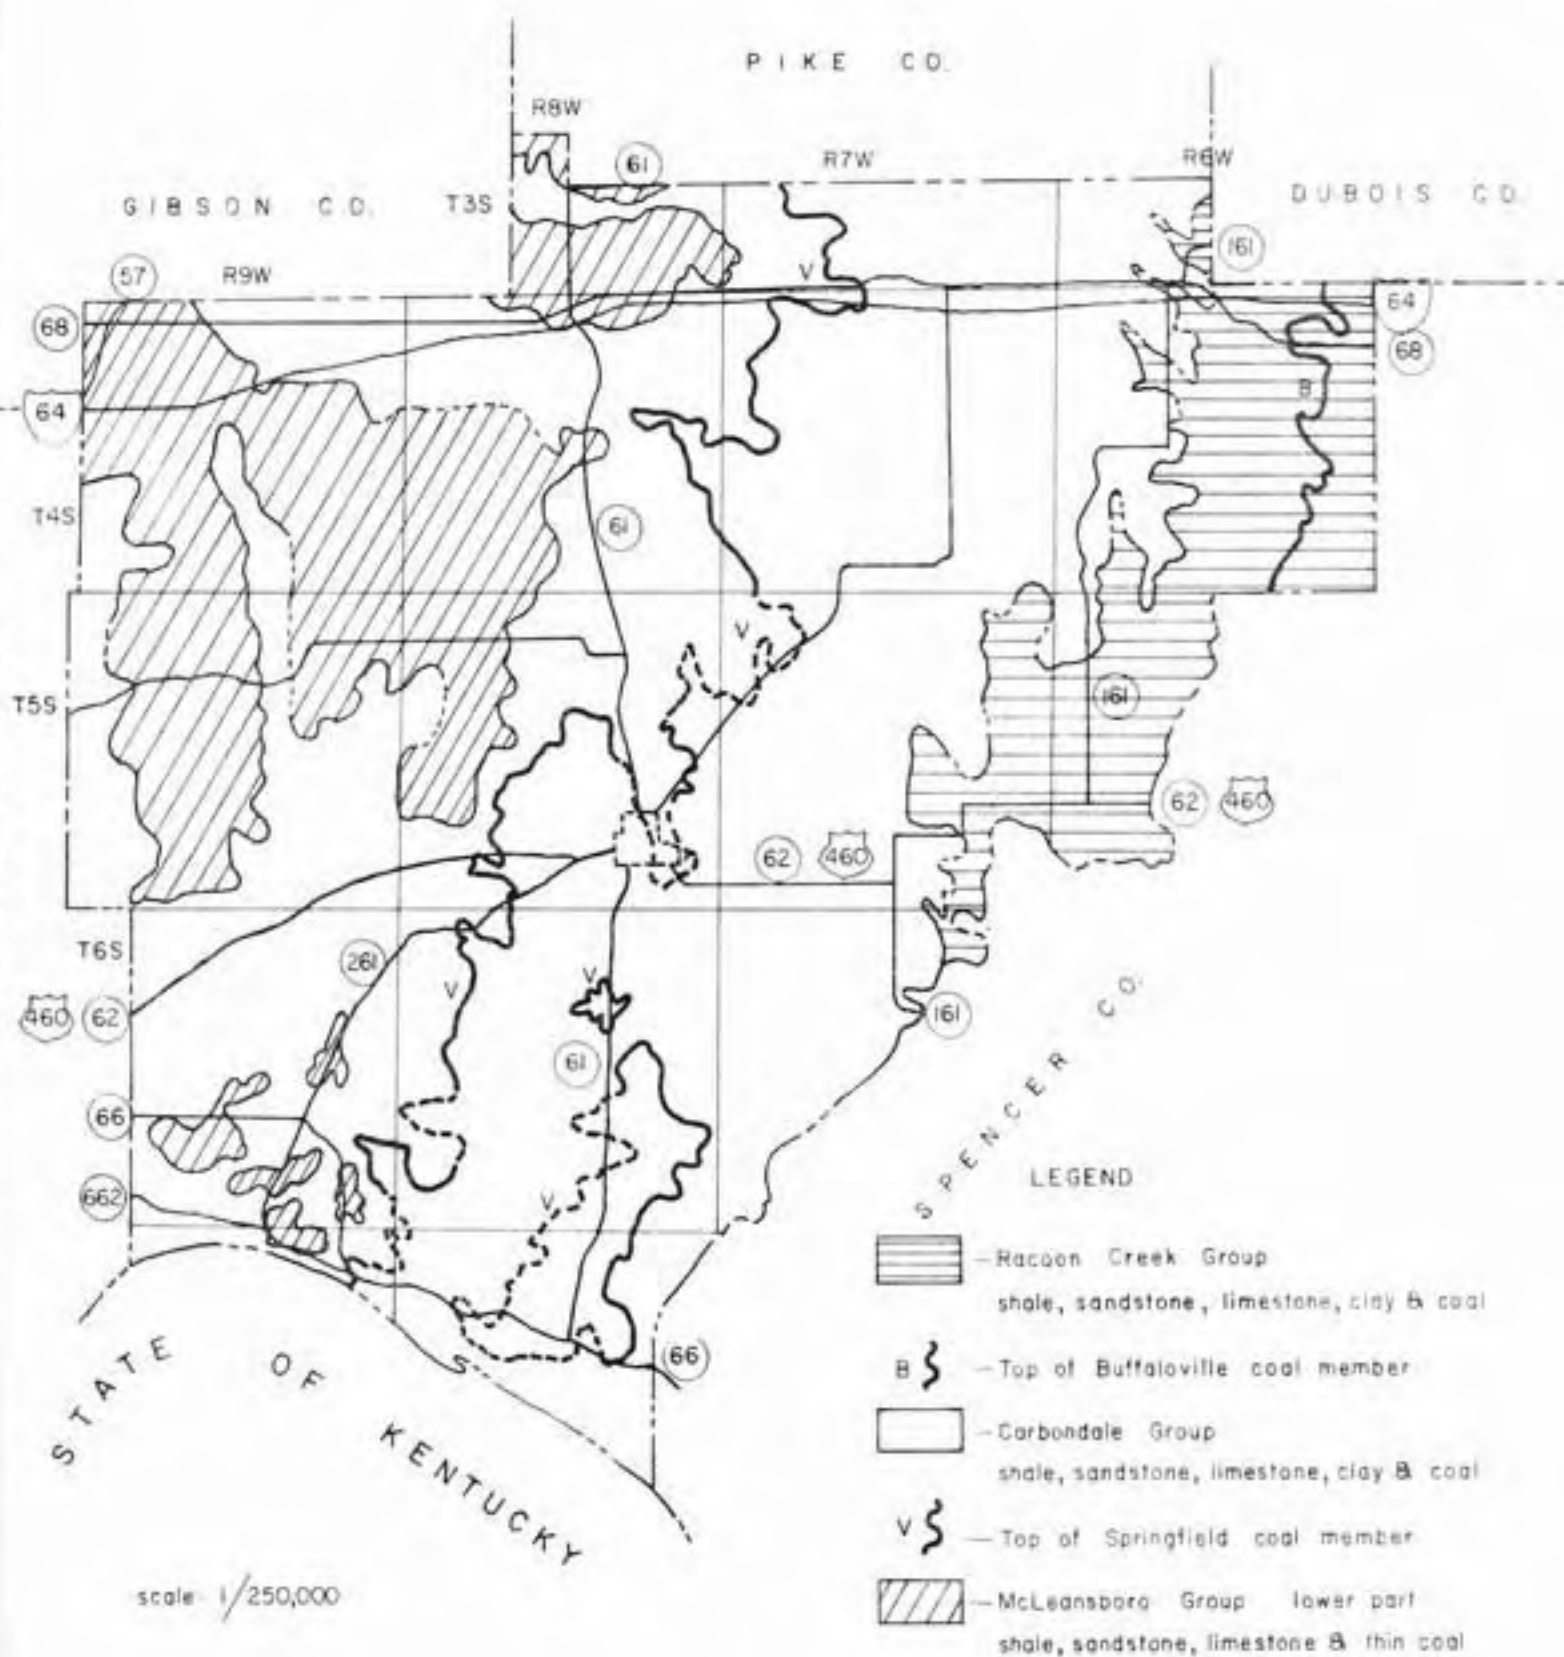 PIKE CO.
R8W
61
R7W
R6W
GIBSON CO.
T3S
DUBOIS CO.
161
57
R9W
V
64
68
68
64
B
T4S
61
V
T5S
161
62 460
62 460
T6S
261
V
V
460 62
161
61
66
SPENCER CO.
662
V
LEGEND
Racoon Creek Group
shale, sandstone, limestone, clay & coal
66
B — Top of Buffaloville coal member
STATE OF KENTUCKY
Carbondale Group
shale, sandstone, limestone, clay & coal
V — Top of Springfield coal member
scale 1/250,000
McLeansboro Group lower part
shale, sandstone, limestone & thin coal